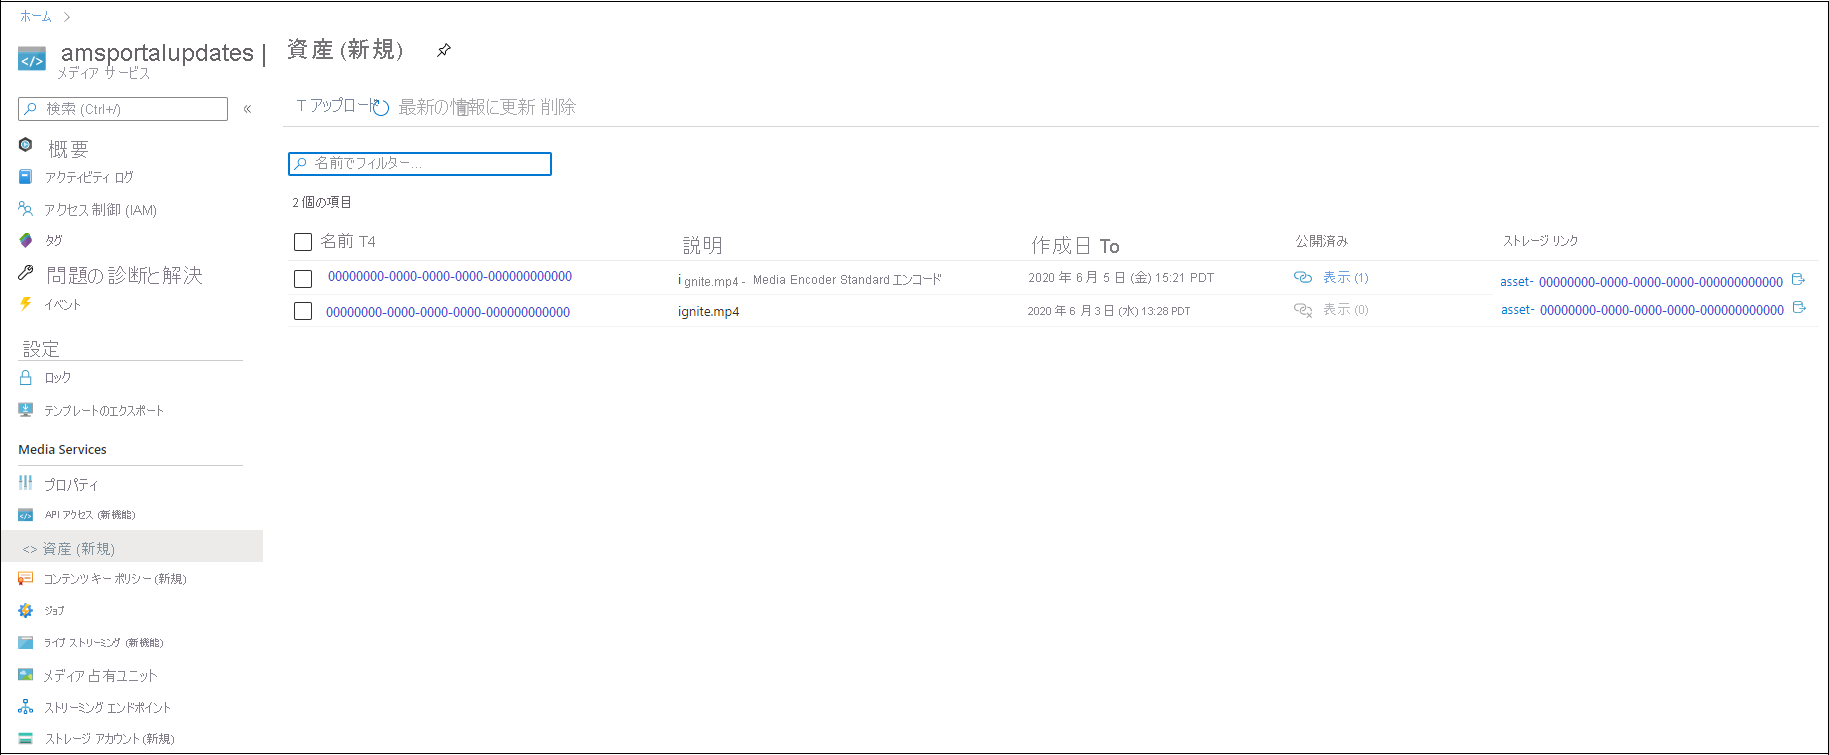 ホーム >
amsportalupdates | 資産 (新規)
メディア サービス
検索 (Ctrl+/) «
T アップロード 最新の情報に更新 削除
概要
アクティビティ ログ
アクセス制御 (IAM)
タグ
問題の診断と解決
イベント
設定
ロック
テンプレートのエクスポート
Media Services
プロパティ
API アクセス (新機能)
<> 資産 (新規)
コンテンツ キー ポリシー (新規)
ジョブ
ライブ ストリーミング (新機能)
メディア占有ユニット
ストリーミング エンドポイント
ストレージ アカウント (新規)
名前でフィルター...
2 個の項目
名前 T4 説明 作成日 To 公開済み ストレージ リンク
00000000-0000-0000-0000-000000000000 ignite.mp4 - Media Encoder Standard エンコード 2020 年 6 月 5 日 (金) 15:21 PDT 表示 (1) asset- 00000000-0000-0000-0000-000000000000
00000000-0000-0000-0000-000000000000 ignite.mp4 2020 年 6 月 3 日 (水) 13:28 PDT 表示 (0) asset- 00000000-0000-0000-0000-000000000000